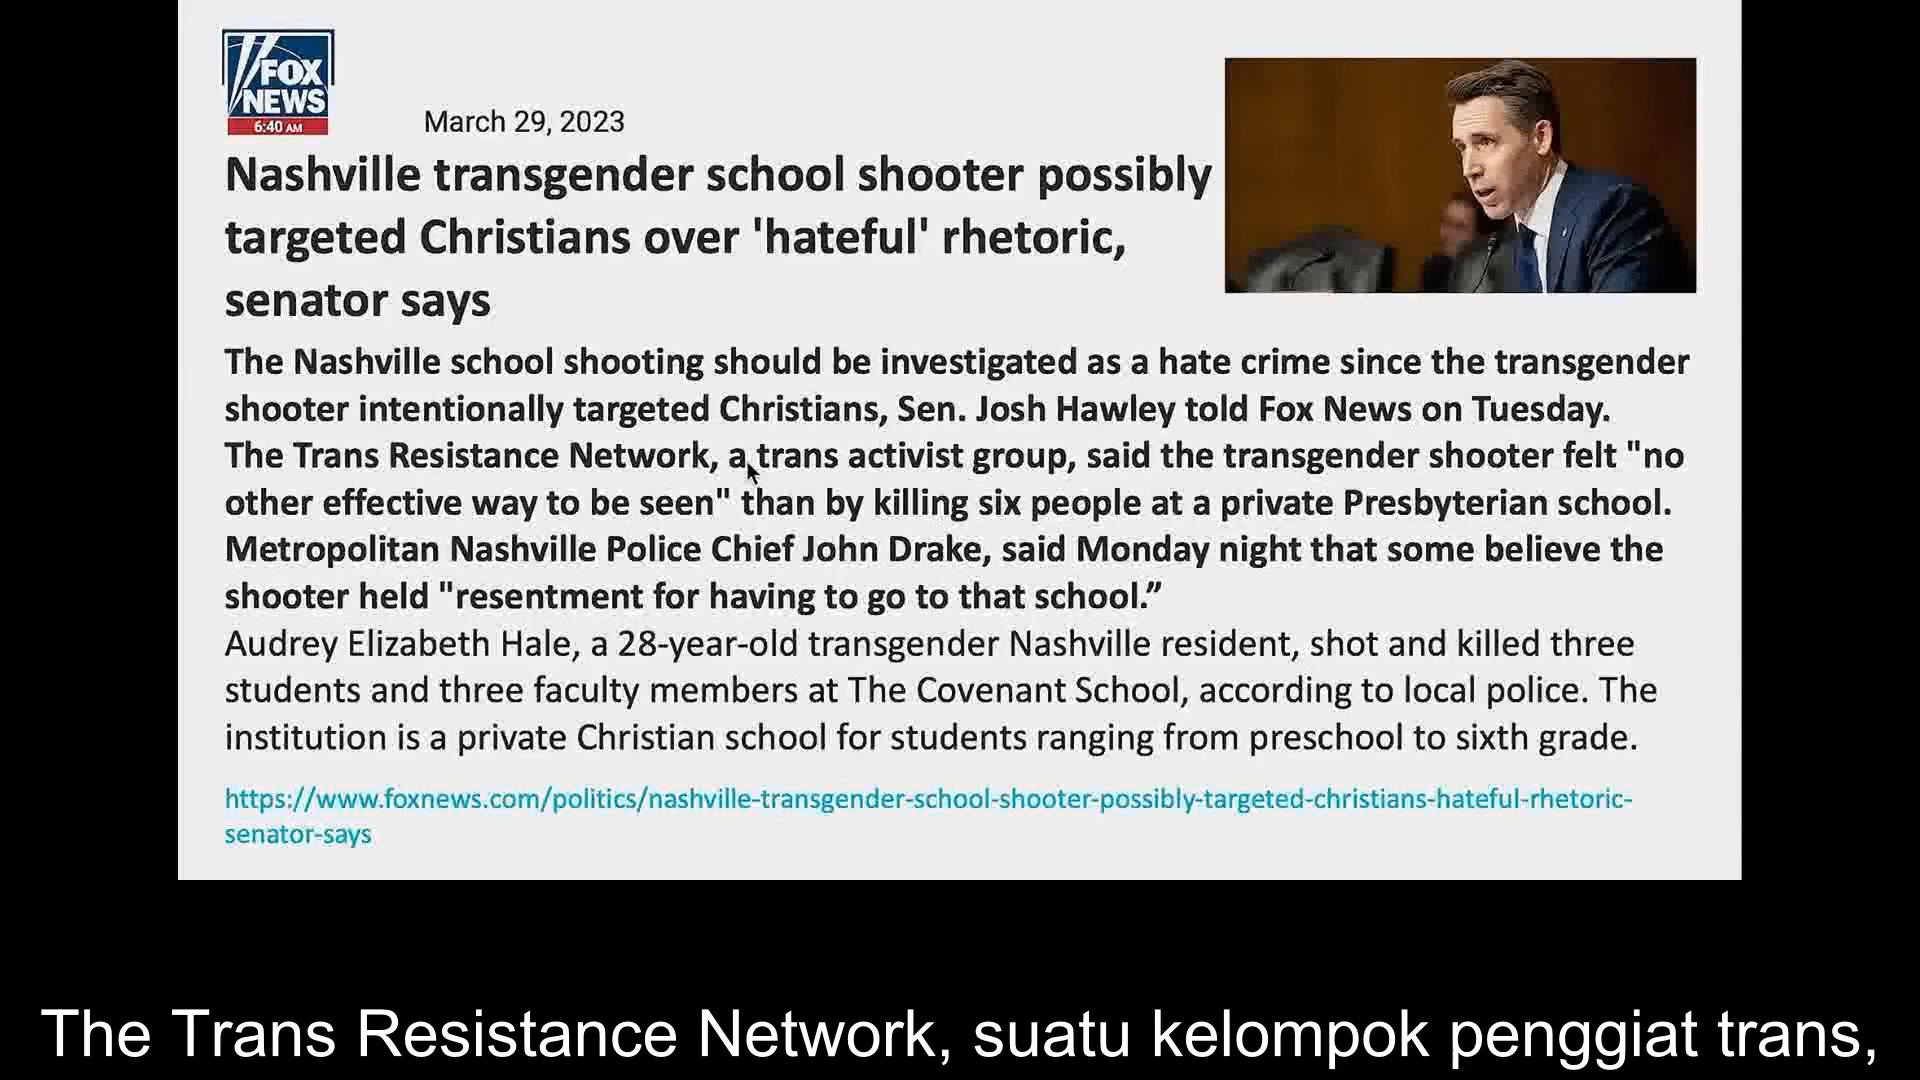 FOX
NEWS
6:40 AM
March 29, 2023
Nashville transgender school shooter possibly
targeted Christians over 'hateful' rhetoric,
senator says
The Nashville school shooting should be investigated as a hate crime since the transgender
shooter intentionally targeted Christians, Sen. Josh Hawley told Fox News on Tuesday.
The Trans Resistance Network, a trans activist group, said the transgender shooter felt "no
other effective way to be seen" than by killing six people at a private Presbyterian school.
Metropolitan Nashville Police Chief John Drake, said Monday night that some believe the
shooter held "resentment for having to go to that school.”
Audrey Elizabeth Hale, a 28-year-old transgender Nashville resident, shot and killed three
students and three faculty members at The Covenant School, according to local police. The
institution is a private Christian school for students ranging from preschool to sixth grade.
https://www.foxnews.com/politics/nashville-transgender-school-shooter-possibly-targeted-christians-hateful-rhetoric-
senator-says
The Trans Resistance Network, suatu kelompok penggiat trans,